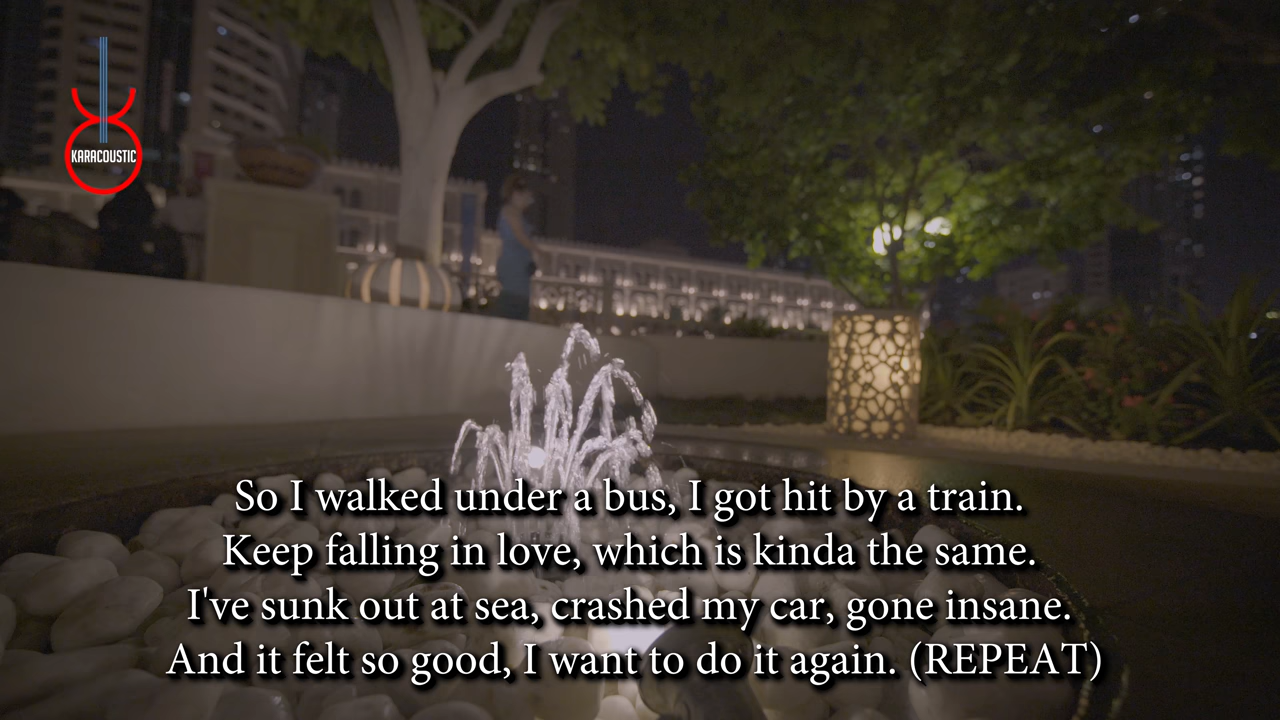 KARACOUSTIC
So I walked under a bus, I got hit by a train.
Keep falling in love, which is kinda the same.
I've sunk out at sea, crashed my car, gone insane.
And it felt so good, I want to do it again. (REPEAT)